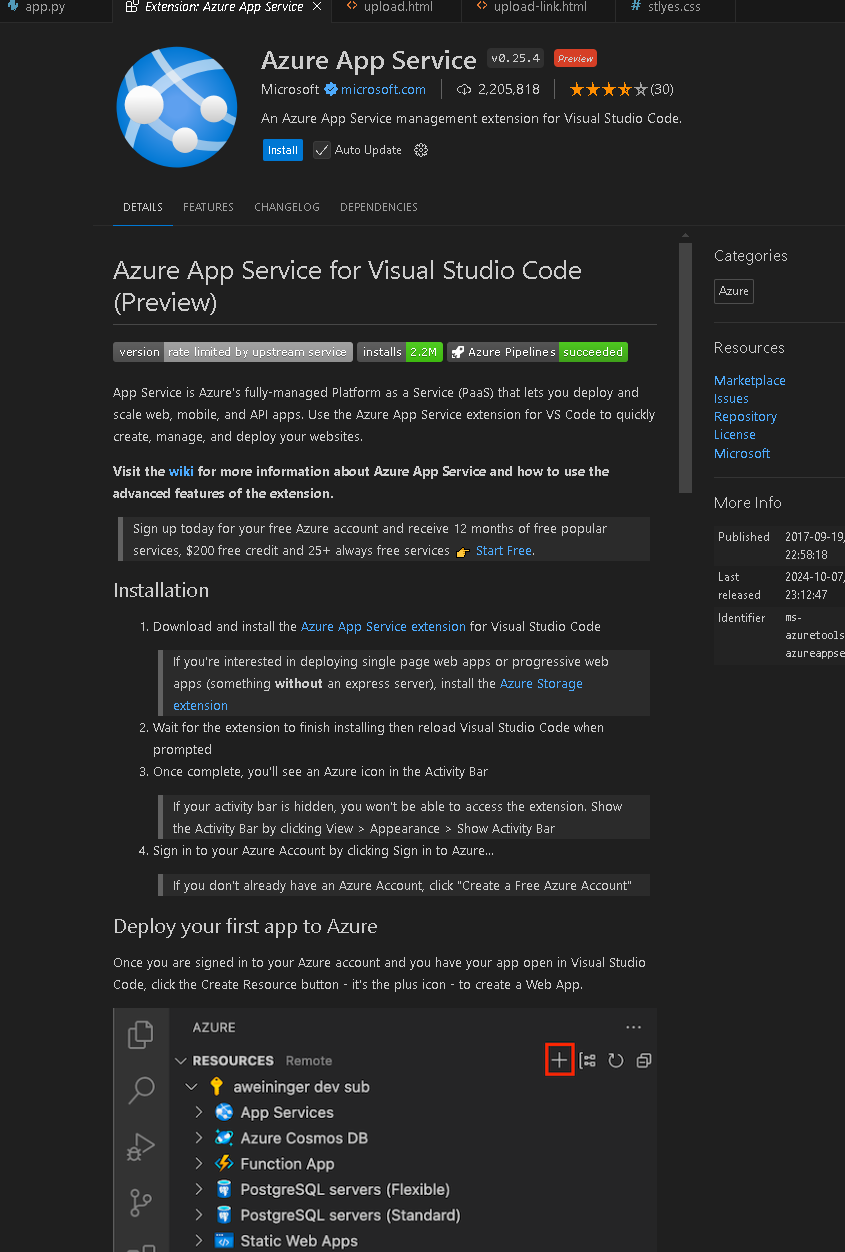 app.py
Extension: Azure App Service
upload.html
upload-link.html
stlyes.css
Azure App Service v0.25.4 Preview
Microsoft microsoft.com 2,205,818 (30)
An Azure App Service management extension for Visual Studio Code.
Install Auto Update
DETAILS FEATURES CHANGELOG DEPENDENCIES
Azure App Service for Visual Studio Code
(Preview)
version rate limited by upstream service installs 2.2M Azure Pipelines succeeded
App Service is Azure's fully-managed Platform as a Service (PaaS) that lets you deploy and
scale web, mobile, and API apps. Use the Azure App Service extension for VS Code to quickly
create, manage, and deploy your websites.
Visit the wiki for more information about Azure App Service and how to use the
advanced features of the extension.
Sign up today for your free Azure account and receive 12 months of free popular
services, $200 free credit and 25+ always free services 👉 Start Free.
Installation
1. Download and install the Azure App Service extension for Visual Studio Code
If you're interested in deploying single page web apps or progressive web
apps (something without an express server), install the Azure Storage
extension
2. Wait for the extension to finish installing then reload Visual Studio Code when
prompted
3. Once complete, you'll see an Azure icon in the Activity Bar
If your activity bar is hidden, you won't be able to access the extension. Show
the Activity Bar by clicking View > Appearance > Show Activity Bar
4. Sign in to your Azure Account by clicking Sign in to Azure...
If you don't already have an Azure Account, click "Create a Free Azure Account"
Deploy your first app to Azure
Once you are signed in to your Azure account and you have your app open in Visual Studio
Code, click the Create Resource button - it's the plus icon - to create a Web App.
AZURE
RESOURCES Remote
aweininger dev sub
App Services
Azure Cosmos DB
Function App
PostgreSQL servers (Flexible)
PostgreSQL servers (Standard)
Static Web Apps
Categories
Azure
Resources
Marketplace
Issues
Repository
License
Microsoft
More Info
Published 2017-09-19,
22:58:18
Last 2024-10-07,
released 23:12:47
Identifier ms-
azuretools
azureappse